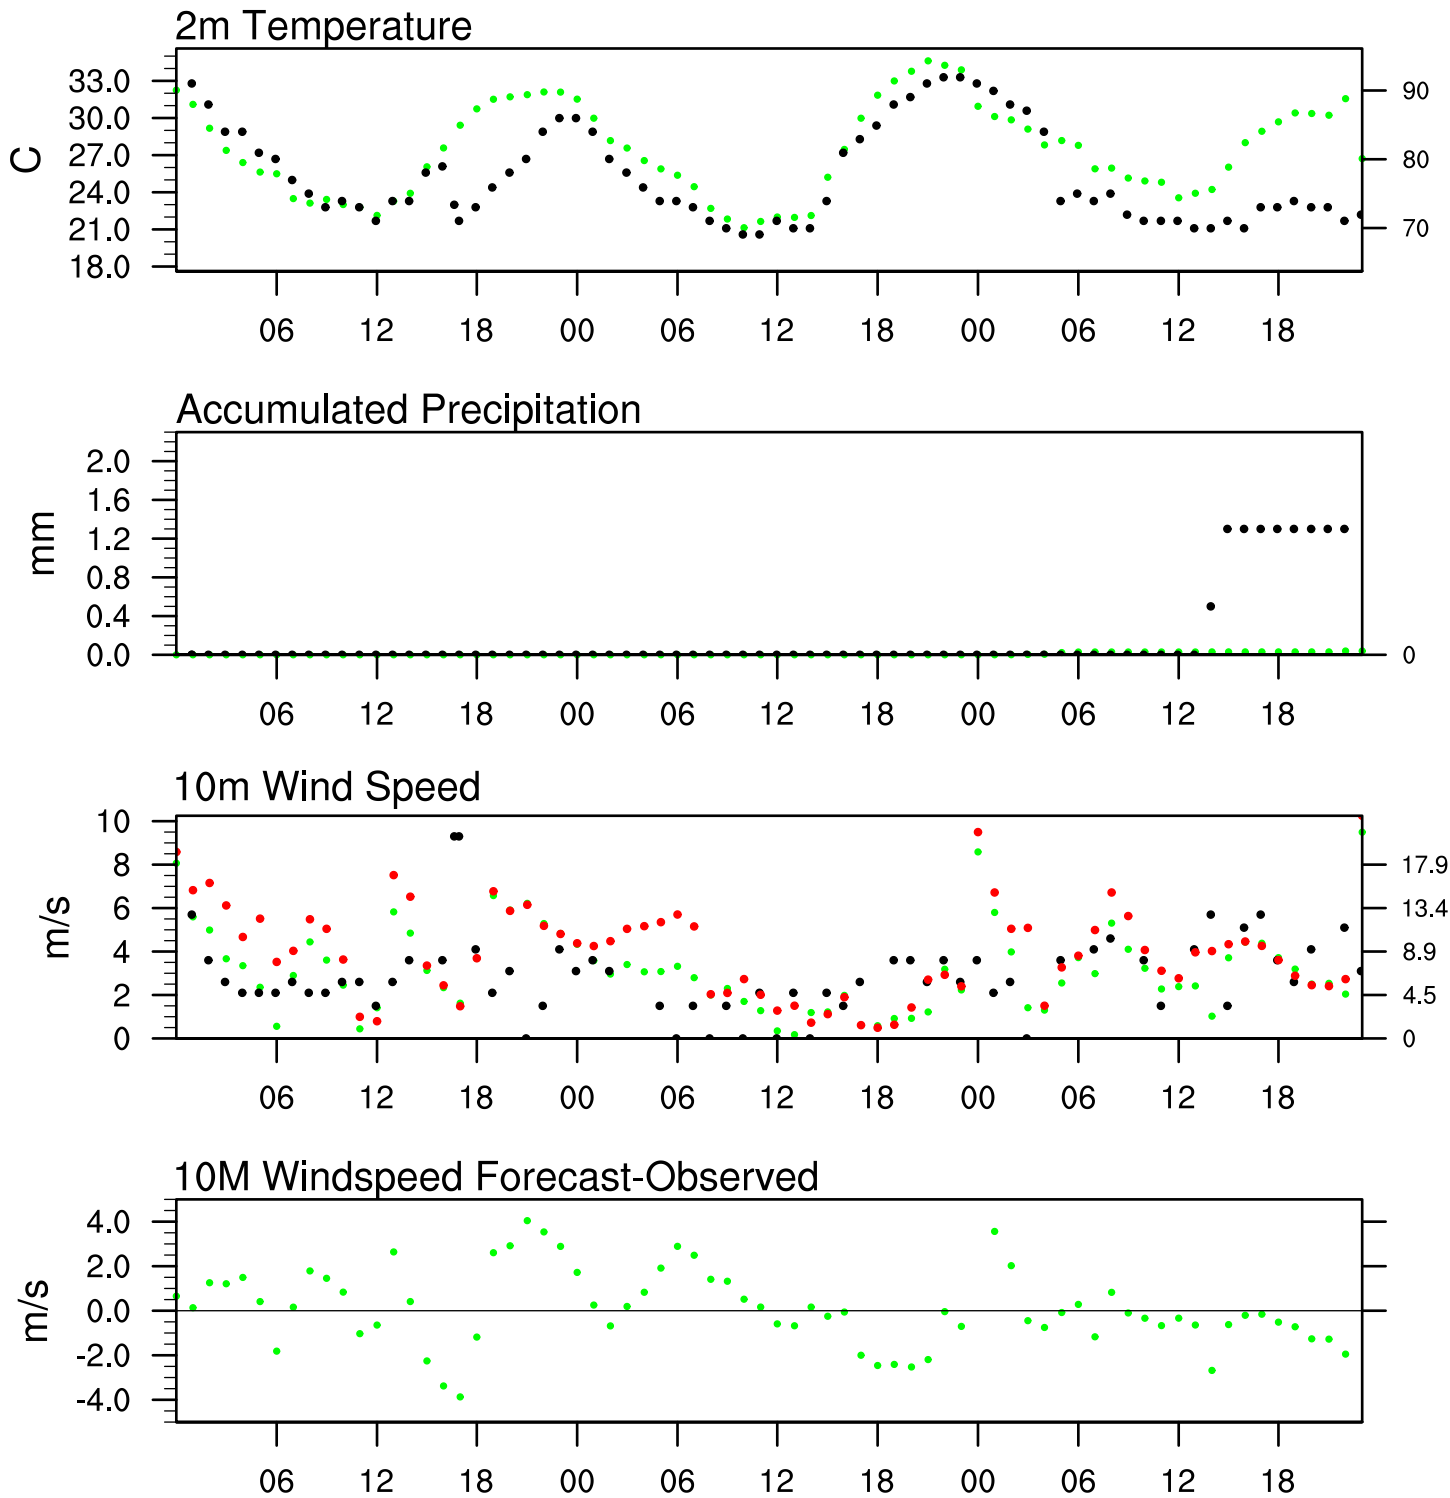 2m Temperature
33.0
30.0
27.0
24.0
21.0
18.0
C
90
80
70
06 12 18 00 06 12 18 00 06 12 18
Accumulated Precipitation
2.0
1.6
1.2
0.8
0.4
0.0
mm
0
06 12 18 00 06 12 18 00 06 12 18
10m Wind Speed
10
8
6
4
2
0
m/s
17.9
13.4
8.9
4.5
0
06 12 18 00 06 12 18 00 06 12 18
10M Windspeed Forecast-Observed
4.0
2.0
0.0
-2.0
-4.0
m/s
06 12 18 00 06 12 18 00 06 12 18